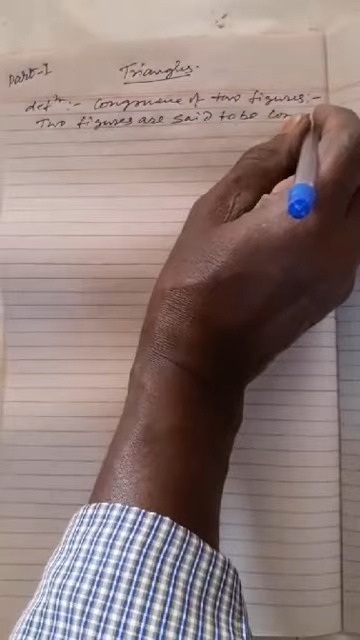 Part-I
Triangles.
defⁿ:- Congruence of two figures:-
Two figures are said to be con